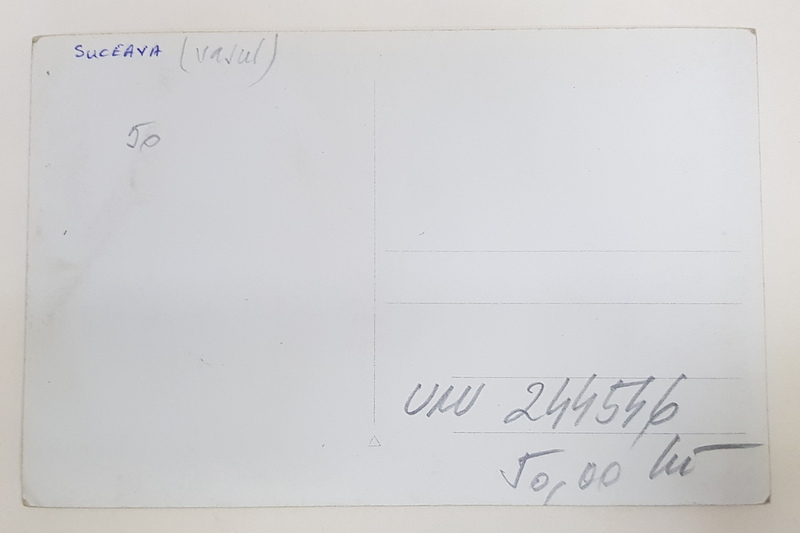 SUCEAVA (vasul)
50
UNU 244546
50,00 lei